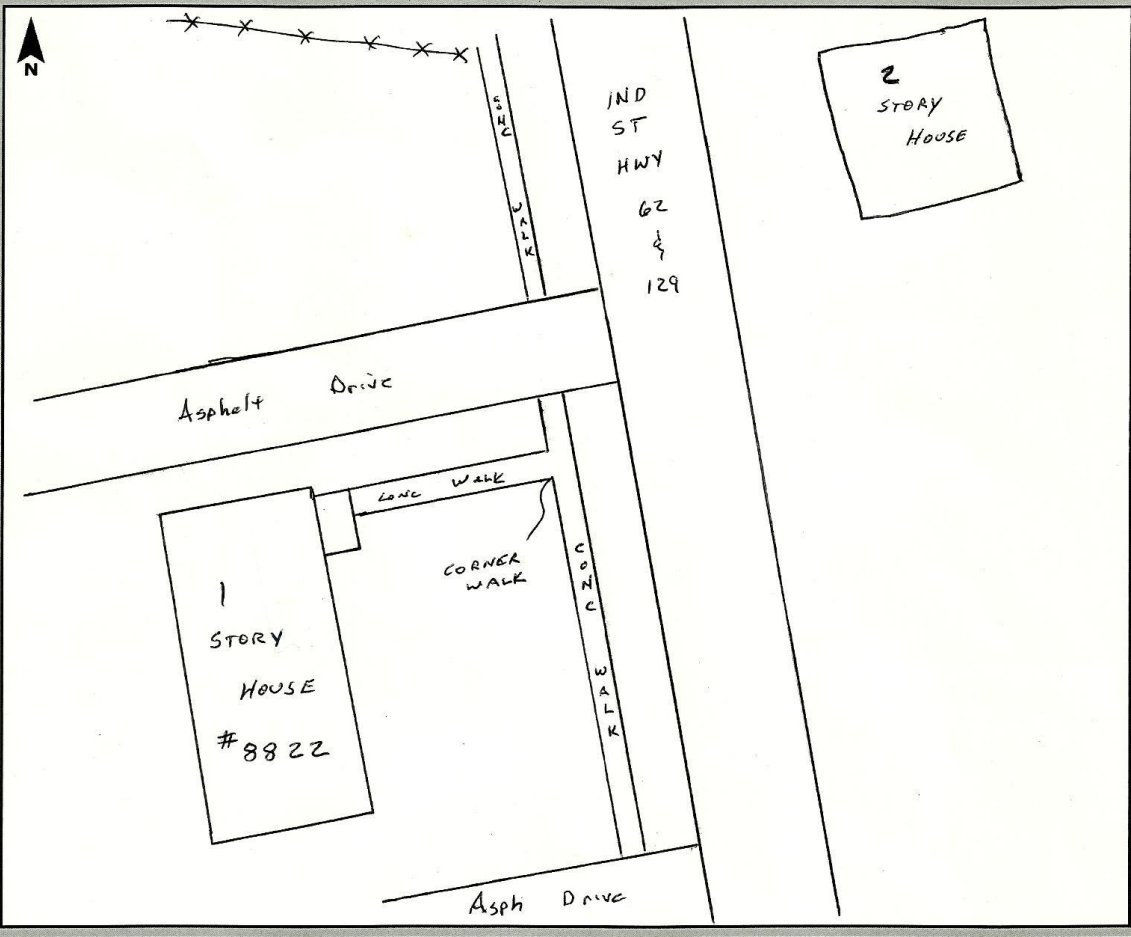 N
CONC WALK
IND
ST
HWY
62
&
129
2
STORY
HOUSE
Asphalt Drive
CONC WALK
CORNER
WALK
CONC WALK
1
STORY
HOUSE
#8822
Asph Drive